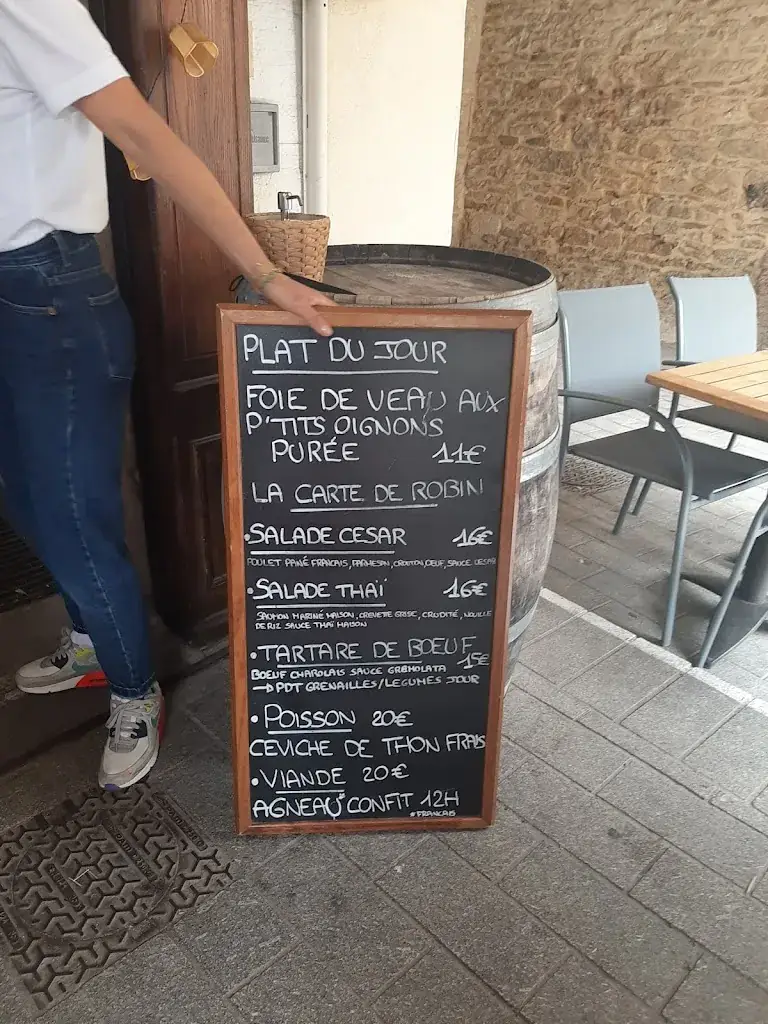 PLAT DU JOUR
FOIE DE VEAU AUX
P'TITS OIGNONS
PURÉE 11€
LA CARTE DE ROBIN
•SALADE CESAR 16€
POULET PANÉ FRANCAIS, PARMESAN, CROUTON, OEUF, SAUCE CESAR
•SALADE THAÏ 16€
SAUMON MARINÉ MAISON, CREVETTE GRISE, CRUDITÉ, NOUILLE
DE RIZ SAUCE THAÏ MAISON
•TARTARE DE BOEUF 15€
BOEUF CHAROLAIS SAUCE GREMOLATA
→ PDT GRENAILLES/LEGUMES JOUR
•POISSON 20€
CEVICHE DE THON FRAIS
•VIANDE 20€
AGNEAU CONFIT 12H
#FRANCAIS